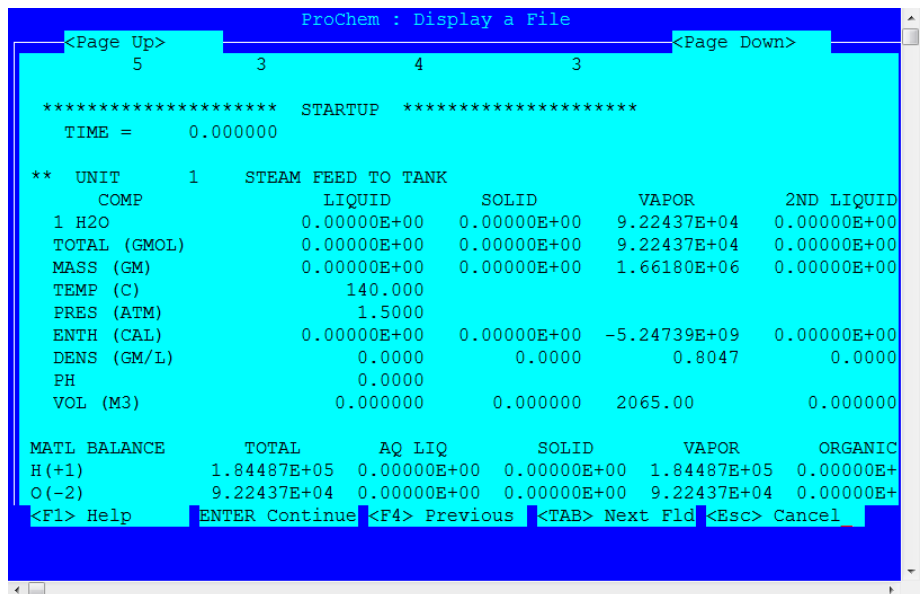 ProChem : Display a File
<Page Up> <Page Down>
5 3 4 3
********************* STARTUP *********************
TIME = 0.000000
** UNIT 1 STEAM FEED TO TANK
COMP LIQUID SOLID VAPOR 2ND LIQUID
1 H2O 0.00000E+00 0.00000E+00 9.22437E+04 0.00000E+00
TOTAL (GMOL) 0.00000E+00 0.00000E+00 9.22437E+04 0.00000E+00
MASS (GM) 0.00000E+00 0.00000E+00 1.66180E+06 0.00000E+00
TEMP (C) 140.000
PRES (ATM) 1.5000
ENTH (CAL) 0.00000E+00 0.00000E+00 -5.24739E+09 0.00000E+00
DENS (GM/L) 0.0000 0.0000 0.8047 0.0000
PH 0.0000
VOL (M3) 0.000000 0.000000 2065.00 0.000000
MATL BALANCE TOTAL AQ LIQ SOLID VAPOR ORGANIC
H(+1) 1.84487E+05 0.00000E+00 0.00000E+00 1.84487E+05 0.00000E+
O(-2) 9.22437E+04 0.00000E+00 0.00000E+00 9.22437E+04 0.00000E+
<F1> Help ENTER Continue <F4> Previous <TAB> Next Fld <Esc> Cancel_